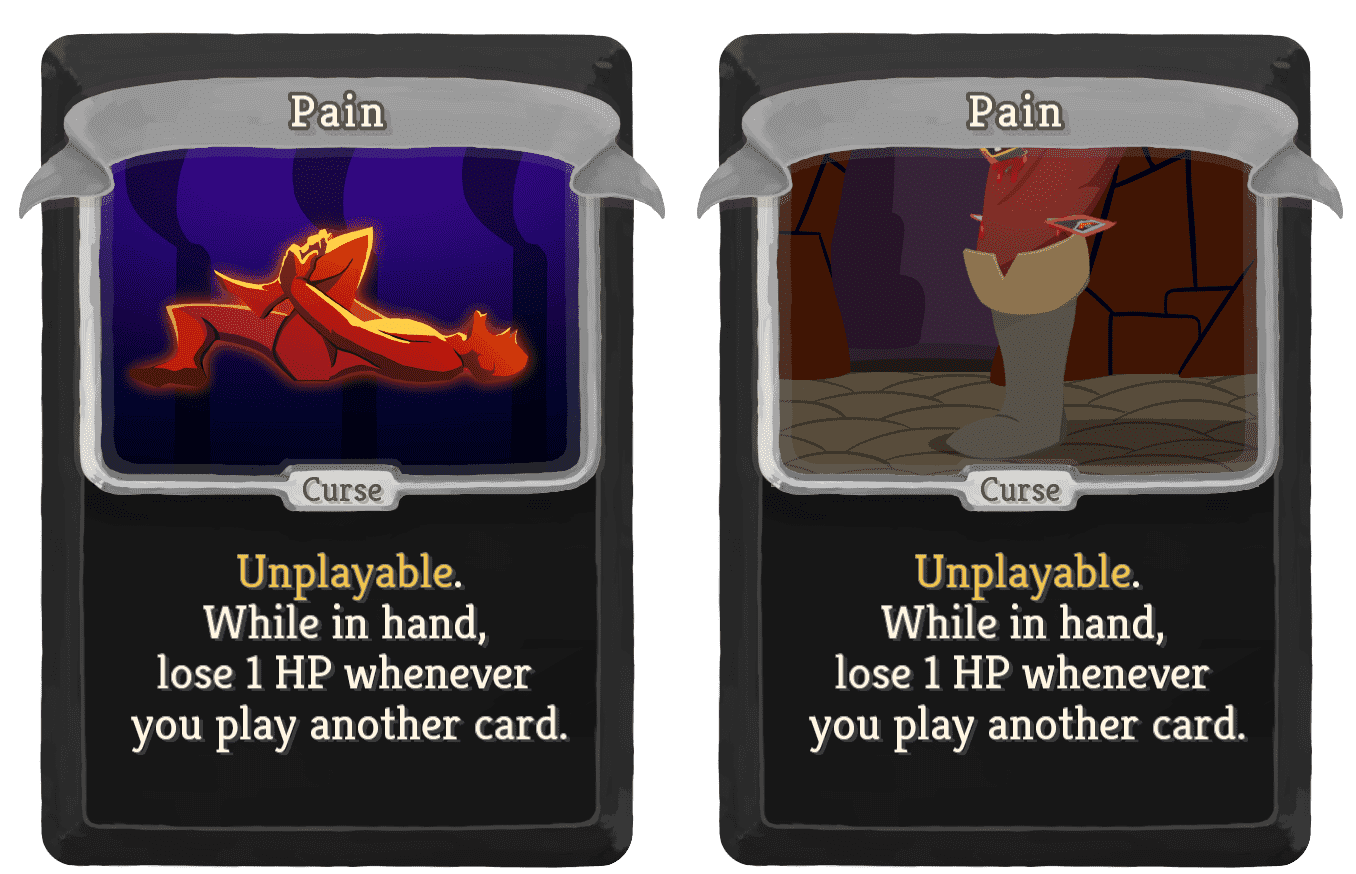 Pain
Curse
Unplayable.
While in hand,
lose 1 HP whenever
you play another card.
Pain
Curse
Unplayable.
While in hand,
lose 1 HP whenever
you play another card.